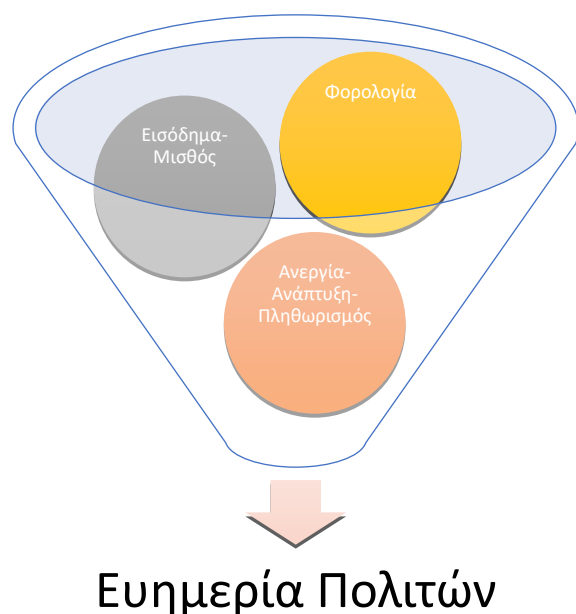 Φορολογία
Εισόδημα-
Μισθός
Ανεργία-
Ανάπτυξη-
Πληθωρισμός
Ευημερία Πολιτών